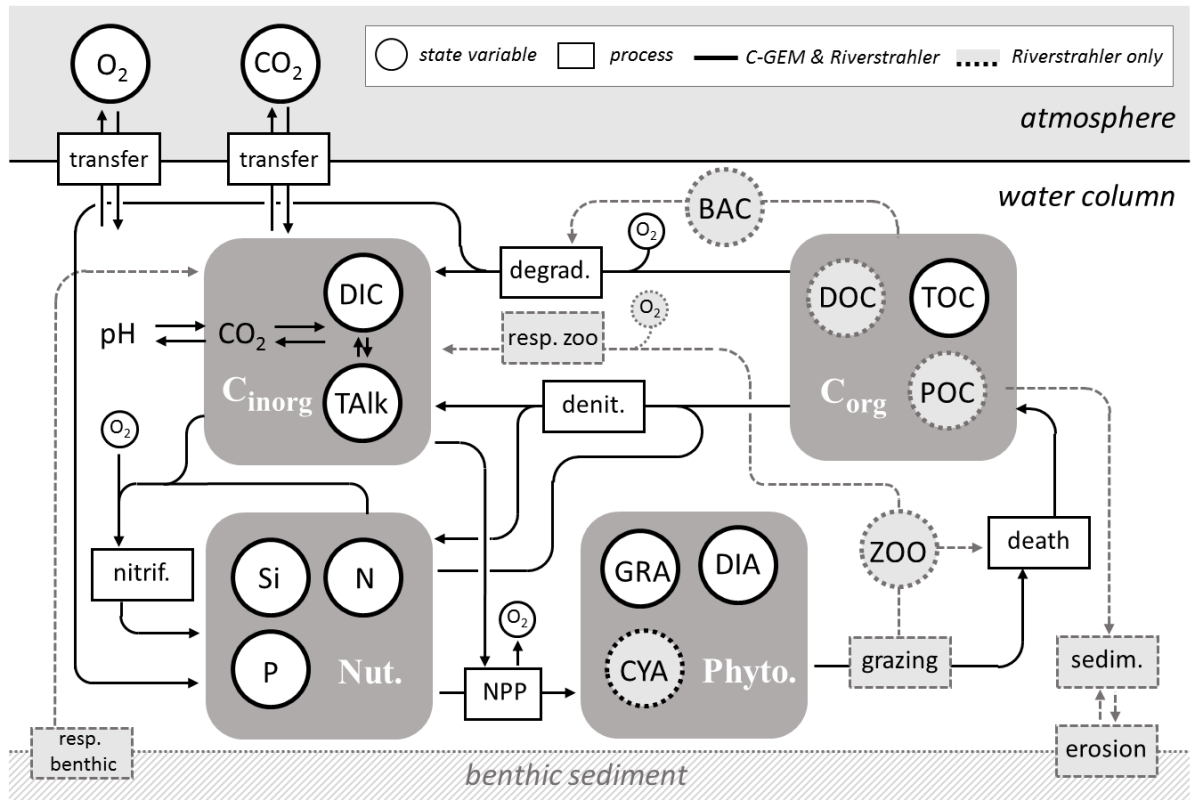 O2
CO2
state variable
process
C-GEM & Riverstrahler
Riverstrahler only
atmosphere
transfer
transfer
water column
BAC
O2
degrad.
DIC
DOC
TOC
O2
resp. zoo
pH
CO2
TAlk
Cinorg
denit.
Corg
POC
O2
nitrif.
Si
N
GRA
DIA
ZOO
death
O2
P
Nut.
NPP
CYA
Phyto.
grazing
sedim.
resp.
benthic
erosion
benthic sediment